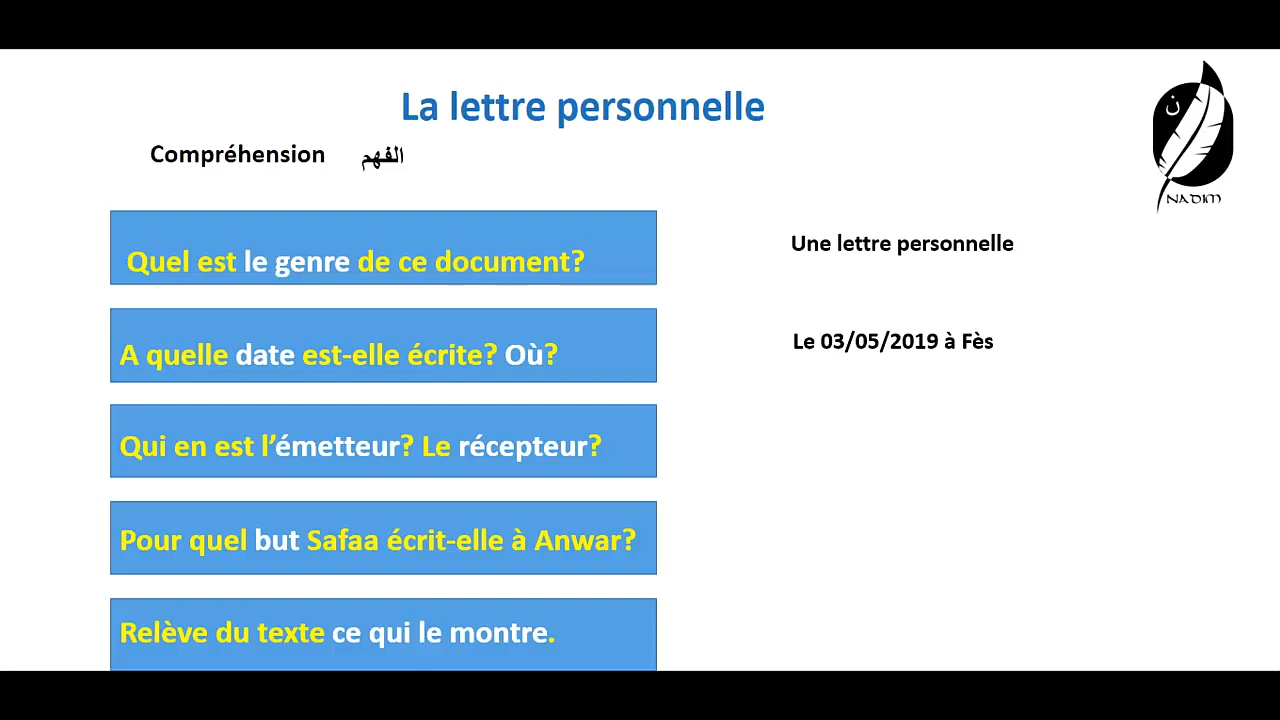 La lettre personnelle
Compréhension الفهم
ن
NADIM
Quel est le genre de ce document?
Une lettre personnelle
A quelle date est-elle écrite? Où?
Le 03/05/2019 à Fès
Qui en est l’émetteur? Le récepteur?
Pour quel but Safaa écrit-elle à Anwar?
Relève du texte ce qui le montre.